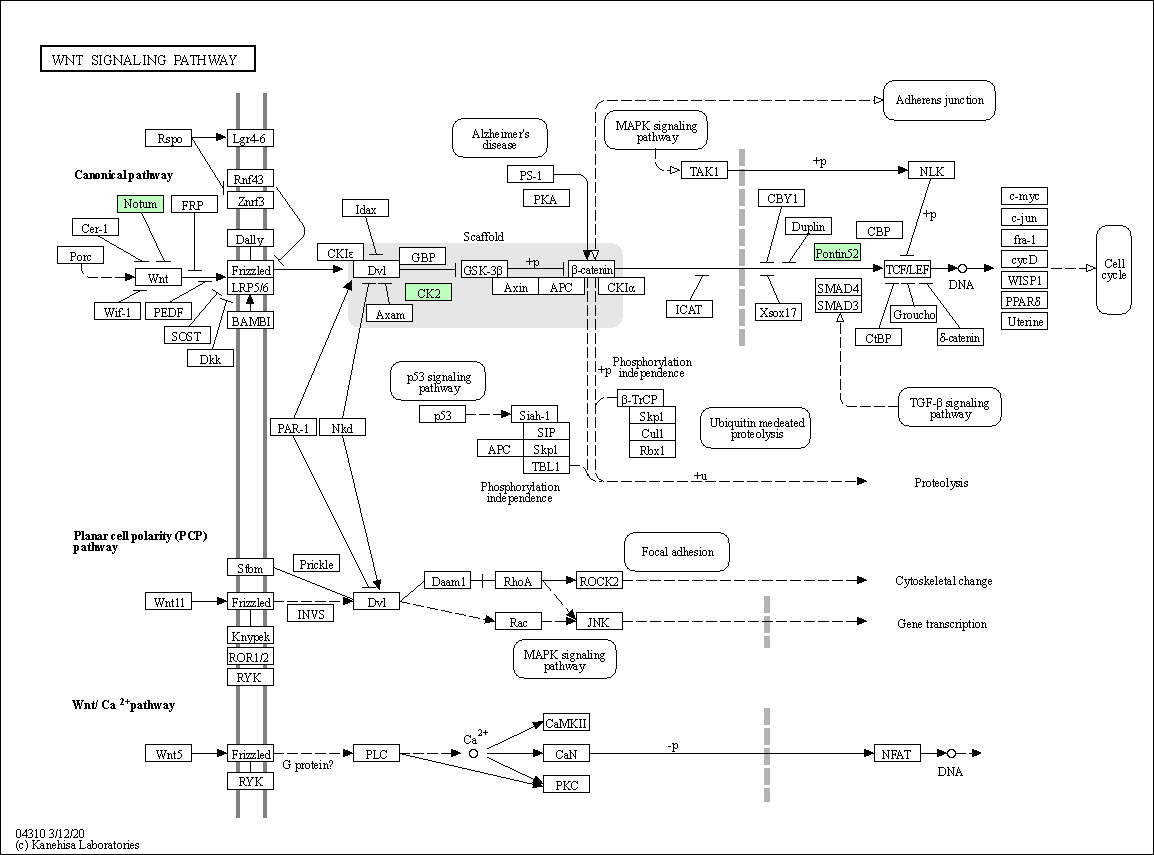 WNT SIGNALING PATHWAY
Adherens junction
MAPK signaling
pathway
Alzheimer's
disease
Rspo
Lgr4-6
+p
TAK1
NLK
Canonical pathway
PS-1
Rnf43
PKA
CBY1
c-myc
Notum
FRP
Znrf3
Idax
+p
c-jun
Cer-1
Duplin
CBP
Dally
Scaffold
fra-1
Porc
CKIε
GBP
Pontin52
cycD
Cell
cycle
Wnt
Frizzled
Dvl
GSK-3β
+p
β-catenin
TCF/LEF
DNA
LRP5/6
Axin
APC
CKIα
SMAD4
WISP1
CK2
SMAD3
PPARδ
Wif-1
PEDF
BAMBI
Axam
ICAT
Xsox17
Groucho
Uterine
SOST
CtBP
δ-catenin
Dkk
Phosphorylation
independence
+p
p53 signaling
pathway
β-TrCP
TGF-β signaling
pathway
p53
Siah-1
Skp1
PAR-1
Nkd
SIP
Cul1
Ubiquitin medeated
proteolysis
APC
Skp1
Rbx1
TBL1
+u
Proteolysis
Phosphorylation
independence
Planar cell polarity (PCP)
pathway
Focal adhesion
Stbm
Prickle
Daam1
RhoA
ROCK2
Cytoskeletal change
Wnt11
Frizzled
INVS
Dvl
Rac
JNK
Gene transcription
Knypek
ROR1/2
MAPK signaling
pathway
RYK
Wnt/ Ca 2+ pathway
CaMKII
Ca2+
Wnt5
Frizzled
G protein?
PLC
CaN
-p
NFAT
DNA
RYK
PKC
04310 3/12/20
(c) Kanehisa Laboratories